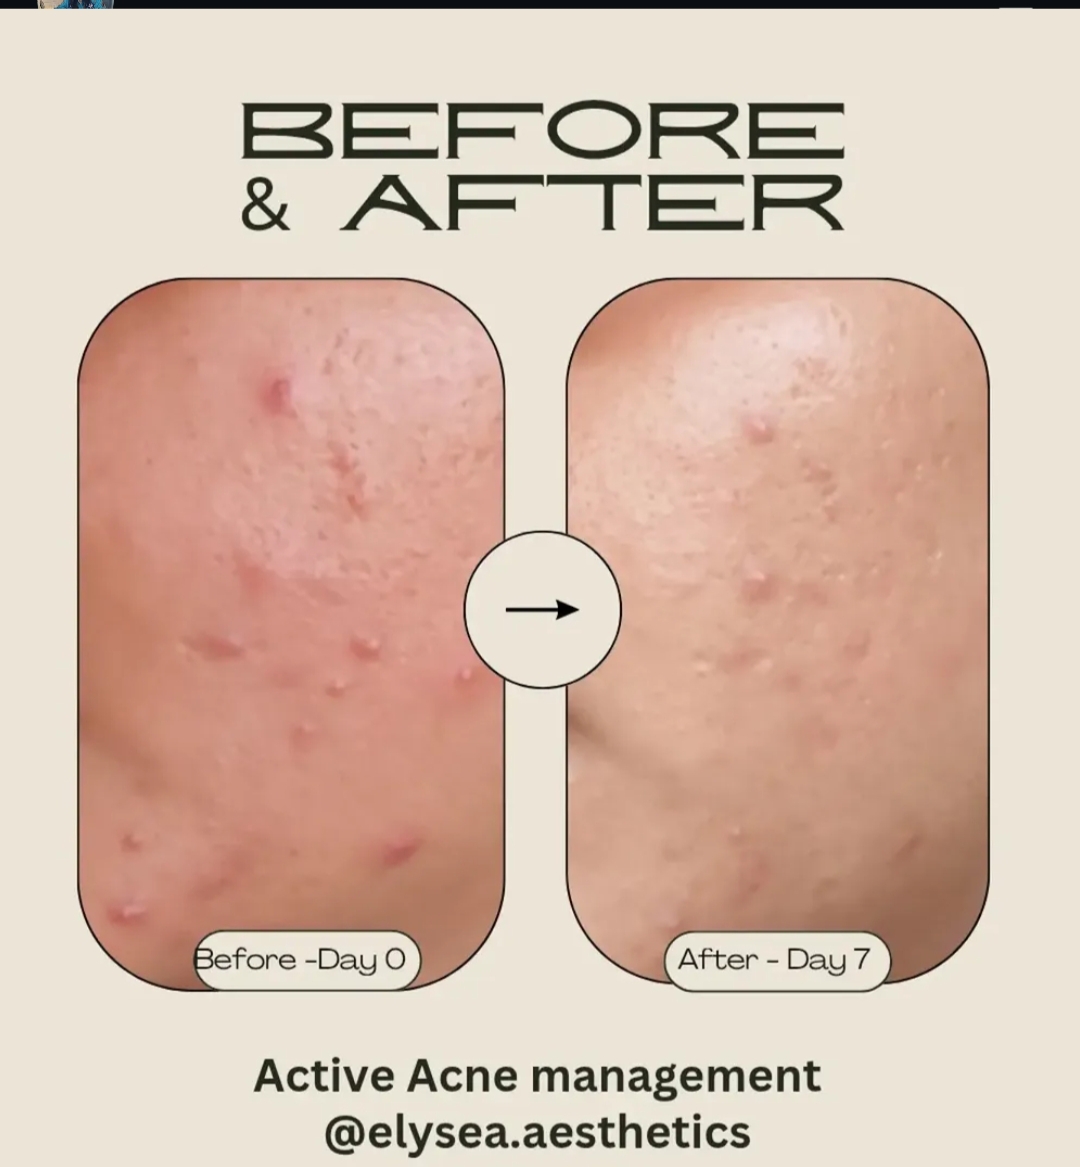 BEFORE
& AFTER
Before -Day 0
After - Day 7
Active Acne management
@elysea.aesthetics